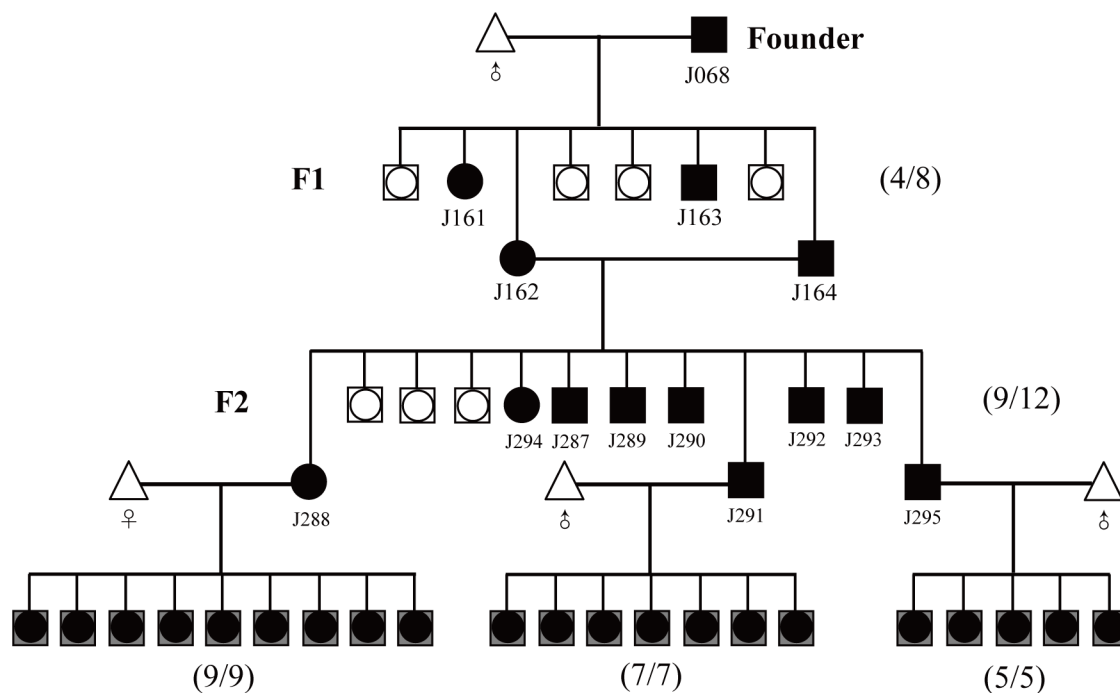 Founder
♂
J068
F1
(4/8)
J161
J163
J162
J164
F2
(9/12)
J294
J287
J289
J290
J292
J293
♀
J288
♂
J291
J295
♂
(9/9)
(7/7)
(5/5)